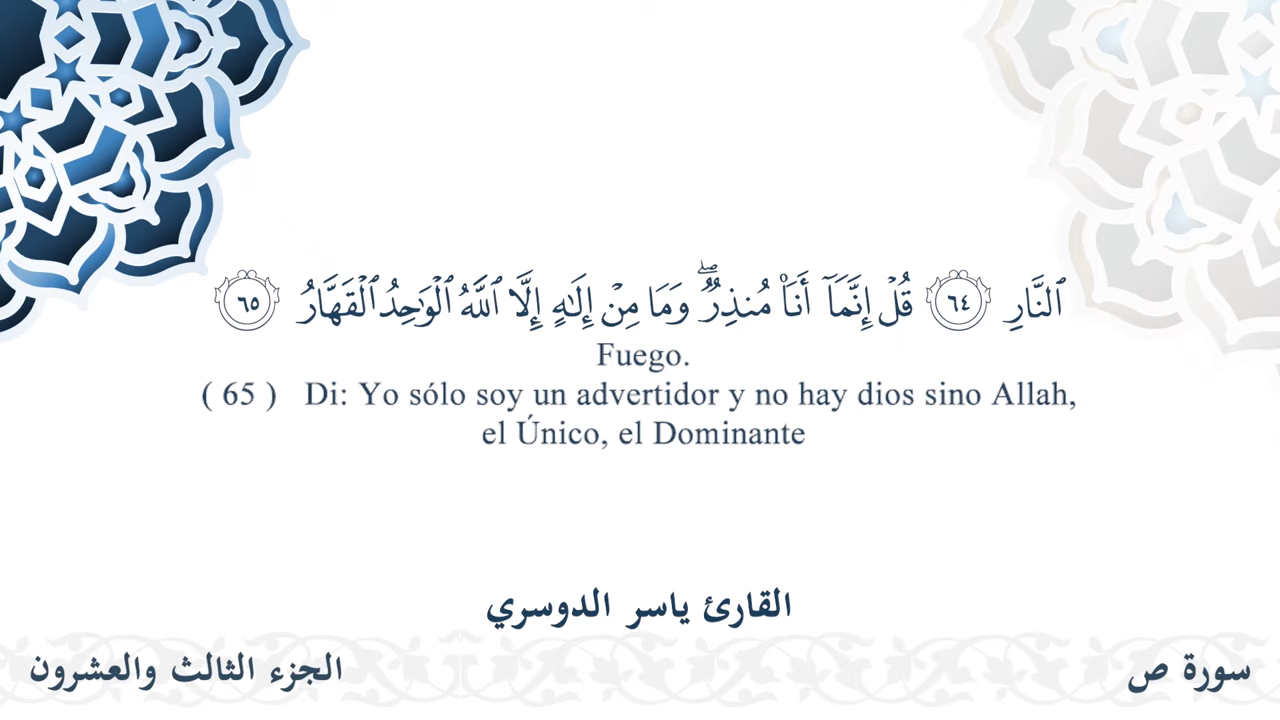 ٱلنَّارِ ٦٤ قُلۡ إِنَّمَآ أَنَا۠ مُنذِرٞۖ وَمَا مِنۡ إِلَٰهٍ إِلَّا ٱللَّهُ ٱلۡوَٰحِدُ ٱلۡقَهَّارُ ٦٥
Fuego.
( 65 ) Di: Yo sólo soy un advertidor y no hay dios sino Allah,
el Único, el Dominante
القارئ ياسر الدوسري
سورة ص
الجزء الثالث والعشرون